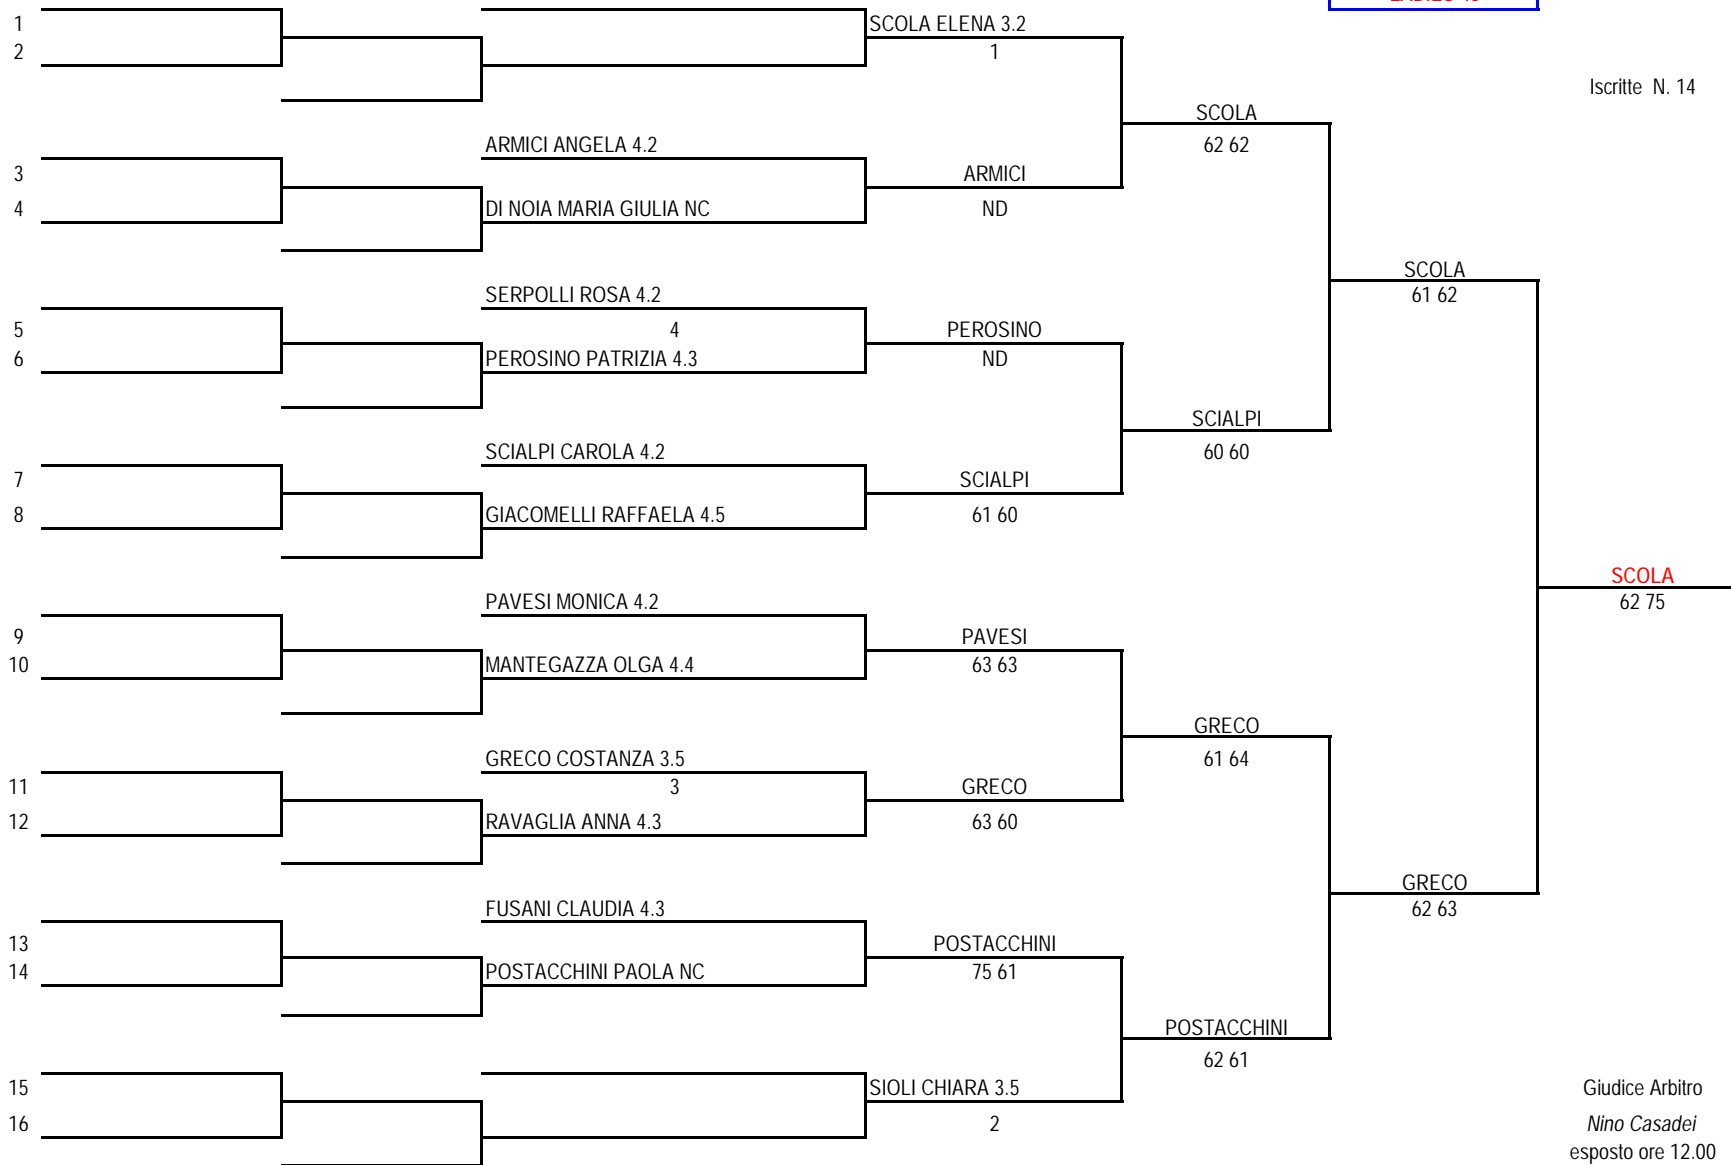 1
2
3
4
5
6
7
8
9
10
11
12
13
14
15
16
ARMICI ANGELA 4.2
DI NOIA MARIA GIULIA NC
SERPOLLI ROSA 4.2
4
PEROSINO PATRIZIA 4.3
SCIALPI CAROLA 4.2
GIACOMELLI RAFFAELA 4.5
PAVESI MONICA 4.2
MANTEGAZZA OLGA 4.4
GRECO COSTANZA 3.5
3
RAVAGLIA ANNA 4.3
FUSANI CLAUDIA 4.3
POSTACCHINI PAOLA NC
SCOLA ELENA 3.2
1
ARMICI
ND
PEROSINO
ND
SCIALPI
61 60
PAVESI
63 63
GRECO
63 60
POSTACCHINI
75 61
SIOLI CHIARA 3.5
2
SCOLA
62 62
SCIALPI
60 60
GRECO
61 64
POSTACCHINI
62 61
SCOLA
61 62
GRECO
62 63
SCOLA
62 75
Iscritte N. 14
Giudice Arbitro
Nino Casadei
esposto ore 12.00